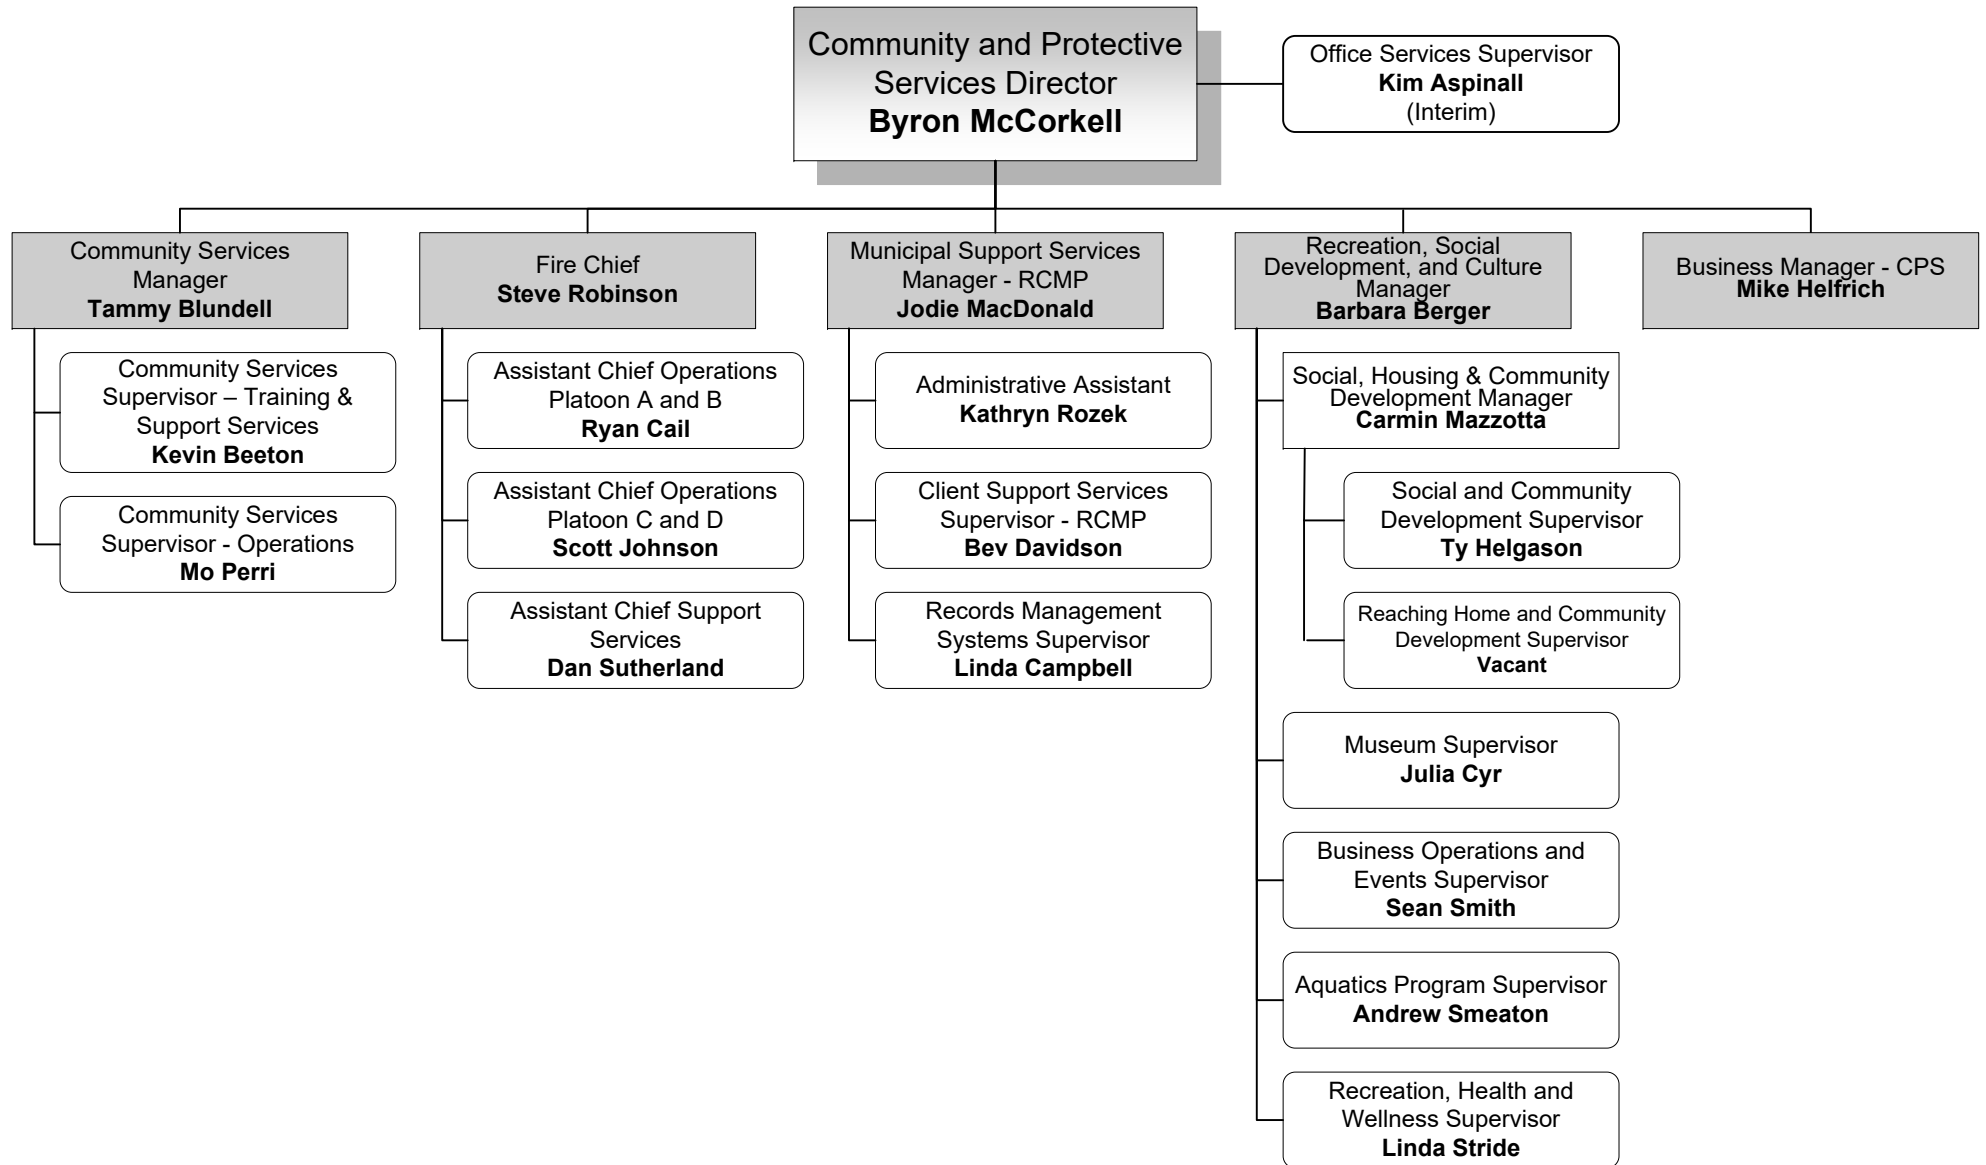 Community and Protective
Services Director
Byron McCorkell
Office Services Supervisor
Kim Aspinall
(Interim)
Community Services
Manager
Tammy Blundell
Community Services
Supervisor – Training &
Support Services
Kevin Beeton
Community Services
Supervisor - Operations
Mo Perri
Fire Chief
Steve Robinson
Assistant Chief Operations
Platoon A and B
Ryan Cail
Assistant Chief Operations
Platoon C and D
Scott Johnson
Assistant Chief Support
Services
Dan Sutherland
Municipal Support Services
Manager - RCMP
Jodie MacDonald
Administrative Assistant
Kathryn Rozek
Client Support Services
Supervisor - RCMP
Bev Davidson
Records Management
Systems Supervisor
Linda Campbell
Recreation, Social
Development, and Culture
Manager
Barbara Berger
Social, Housing & Community
Development Manager
Carmin Mazzotta
Social and Community
Development Supervisor
Ty Helgason
Reaching Home and Community
Development Supervisor
Vacant
Museum Supervisor
Julia Cyr
Business Operations and
Events Supervisor
Sean Smith
Aquatics Program Supervisor
Andrew Smeaton
Recreation, Health and
Wellness Supervisor
Linda Stride
Business Manager - CPS
Mike Helfrich